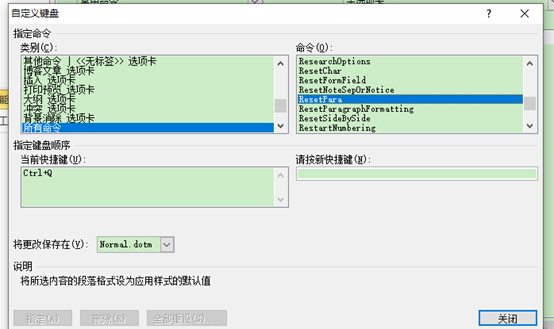 自定义键盘
指定命令
类别(C):
命令(O):
其他命令 | <<无标签>> 选项卡
博客文章 选项卡
插入 选项卡
打印预览 选项卡
大纲 选项卡
冲突 选项卡
背景消除 选项卡
所有命令
ResearchOptions
ResetChar
ResetFormField
ResetNoteSepOrNotice
ResetPara
ResetParagraphFormatting
ResetSideBySide
RestartNumbering
指定键盘顺序
当前快捷键(U):
请按新快捷键(N):
Ctrl+Q
将更改保存在(V):
Normal.dotm
说明
将所选内容的段落格式设为应用样式的默认值
指定(A)
删除(R)
全部重设(S)...
关闭